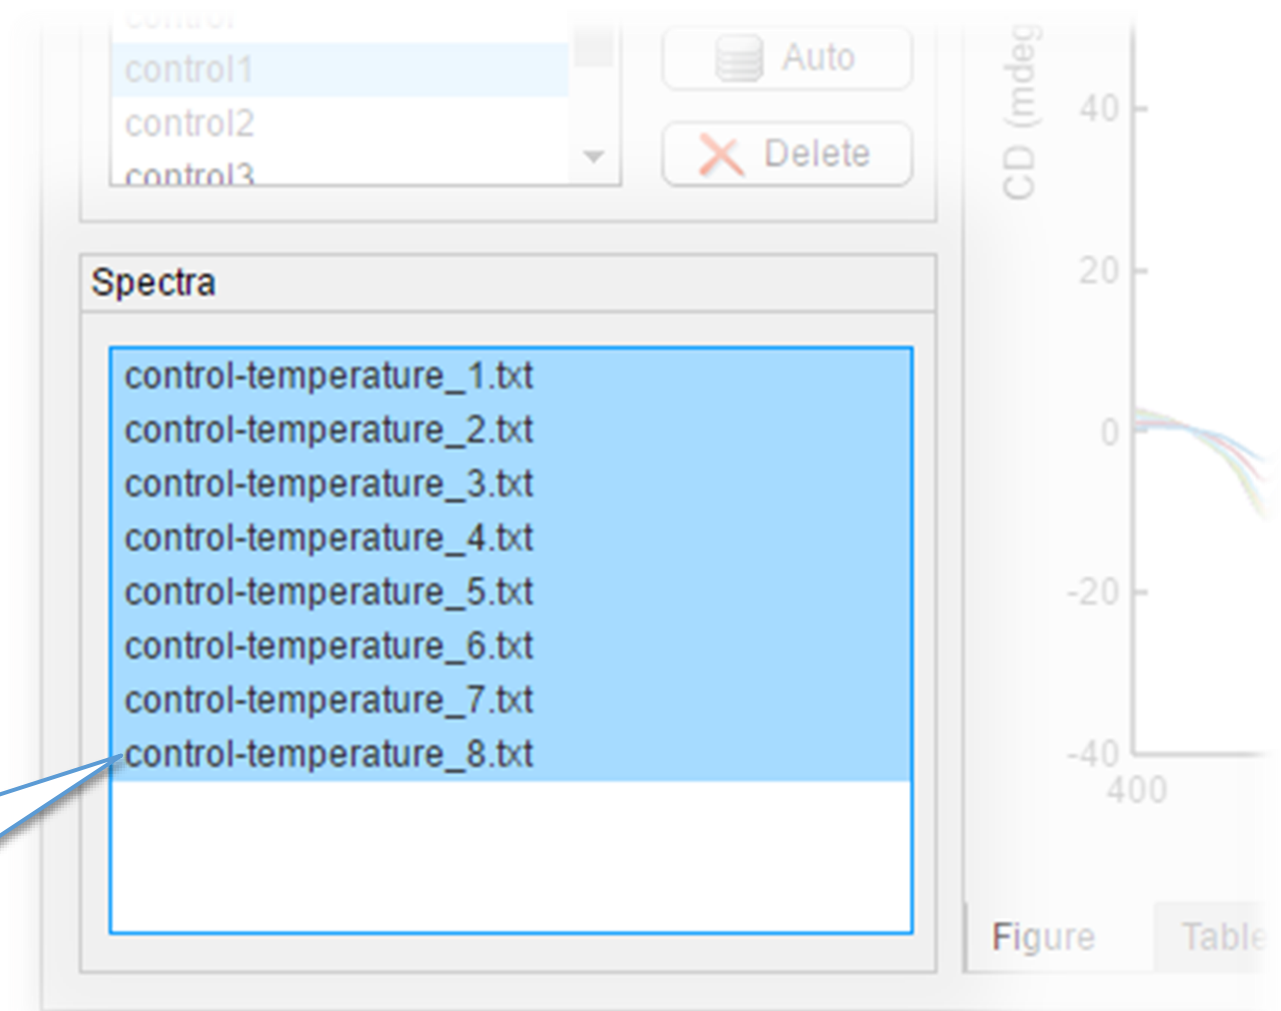 control
control1
control2
control3
Auto
Delete
Spectra
control-temperature_1.txt
control-temperature_2.txt
control-temperature_3.txt
control-temperature_4.txt
control-temperature_5.txt
control-temperature_6.txt
control-temperature_7.txt
control-temperature_8.txt
CD (mdeg
40
20
0
-20
-40
400
Figure
Table